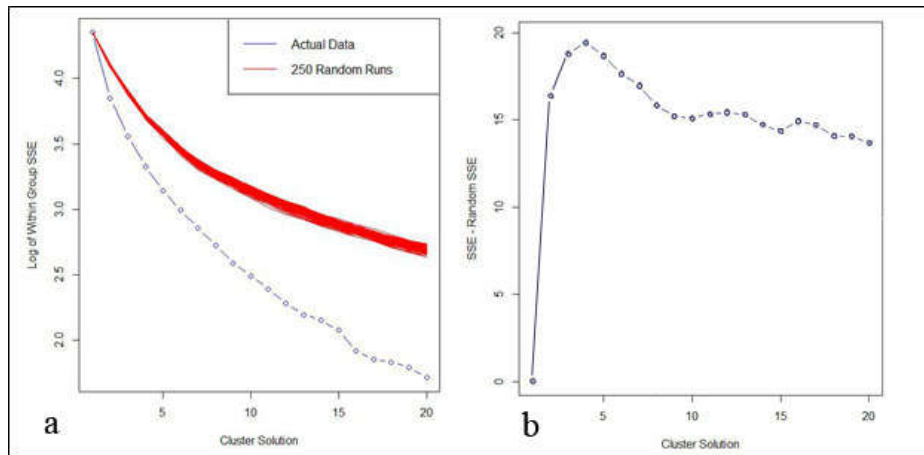 Actual Data
250 Random Runs
Log of Within Group SSE
4.0
3.5
3.0
2.5
2.0
5
10
15
20
Cluster Solution
a
SSE - Random SSE
20
15
10
5
0
5
10
15
20
Cluster Solution
b